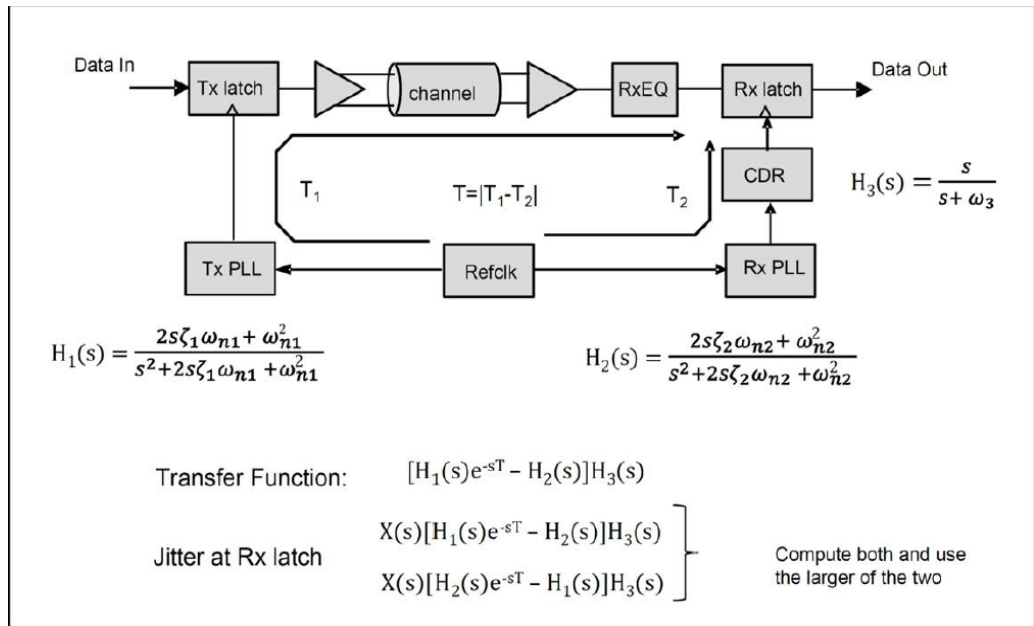 Data In
Tx latch
channel
RxEQ
Rx latch
Data Out
CDR
H₃(s) = s / (s + ω₃)
T₁
T=|T₁-T₂|
T₂
Tx PLL
Refclk
Rx PLL
H₁(s) = (2sζ₁ωₙ₁ + ω²ₙ₁) / (s²+2sζ₁ωₙ₁ +ω²ₙ₁)
H₂(s) = (2sζ₂ωₙ₂ + ω²ₙ₂) / (s²+2sζ₂ωₙ₂ +ω²ₙ₂)
Transfer Function: [H₁(s)e⁻ˢᵀ – H₂(s)]H₃(s)
X(s)[H₁(s)e⁻ˢᵀ – H₂(s)]H₃(s)
Jitter at Rx latch
X(s)[H₂(s)e⁻ˢᵀ – H₁(s)]H₃(s)
Compute both and use
the larger of the two